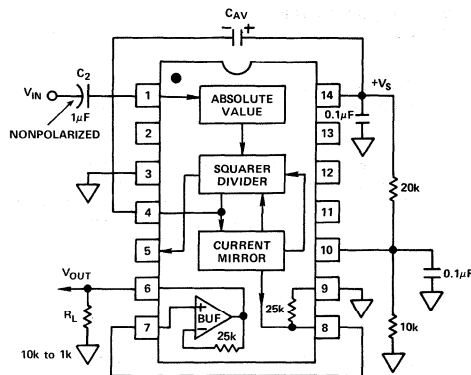 CAV
− +
C2
VIN
1µF
NONPOLARIZED
+VS
0.1µF
1
2
3
4
5
6
7
14
13
12
11
10
9
8
ABSOLUTE
VALUE
SQUARER
DIVIDER
CURRENT
MIRROR
20k
0.1µF
10k
25k
VOUT
RL
10k to 1k
+
−
BUF
25k